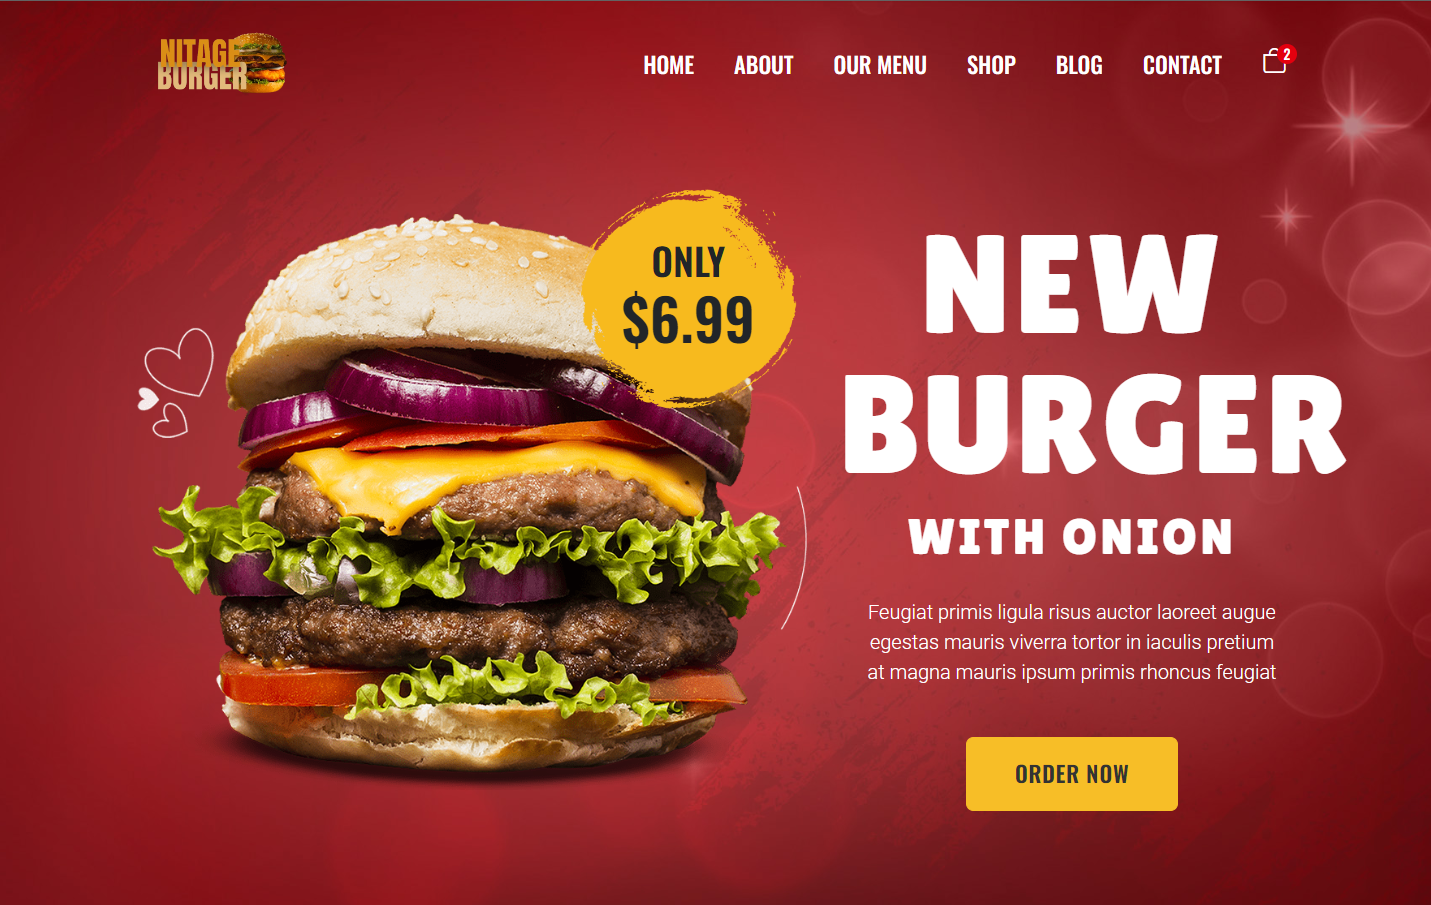 NITAGE
BURGER
HOME ABOUT OUR MENU SHOP BLOG CONTACT 2
ONLY
$6.99
NEW
BURGER
WITH ONION
Feugiat primis ligula risus auctor laoreet augue
egestas mauris viverra tortor in iaculis pretium
at magna mauris ipsum primis rhoncus feugiat
ORDER NOW